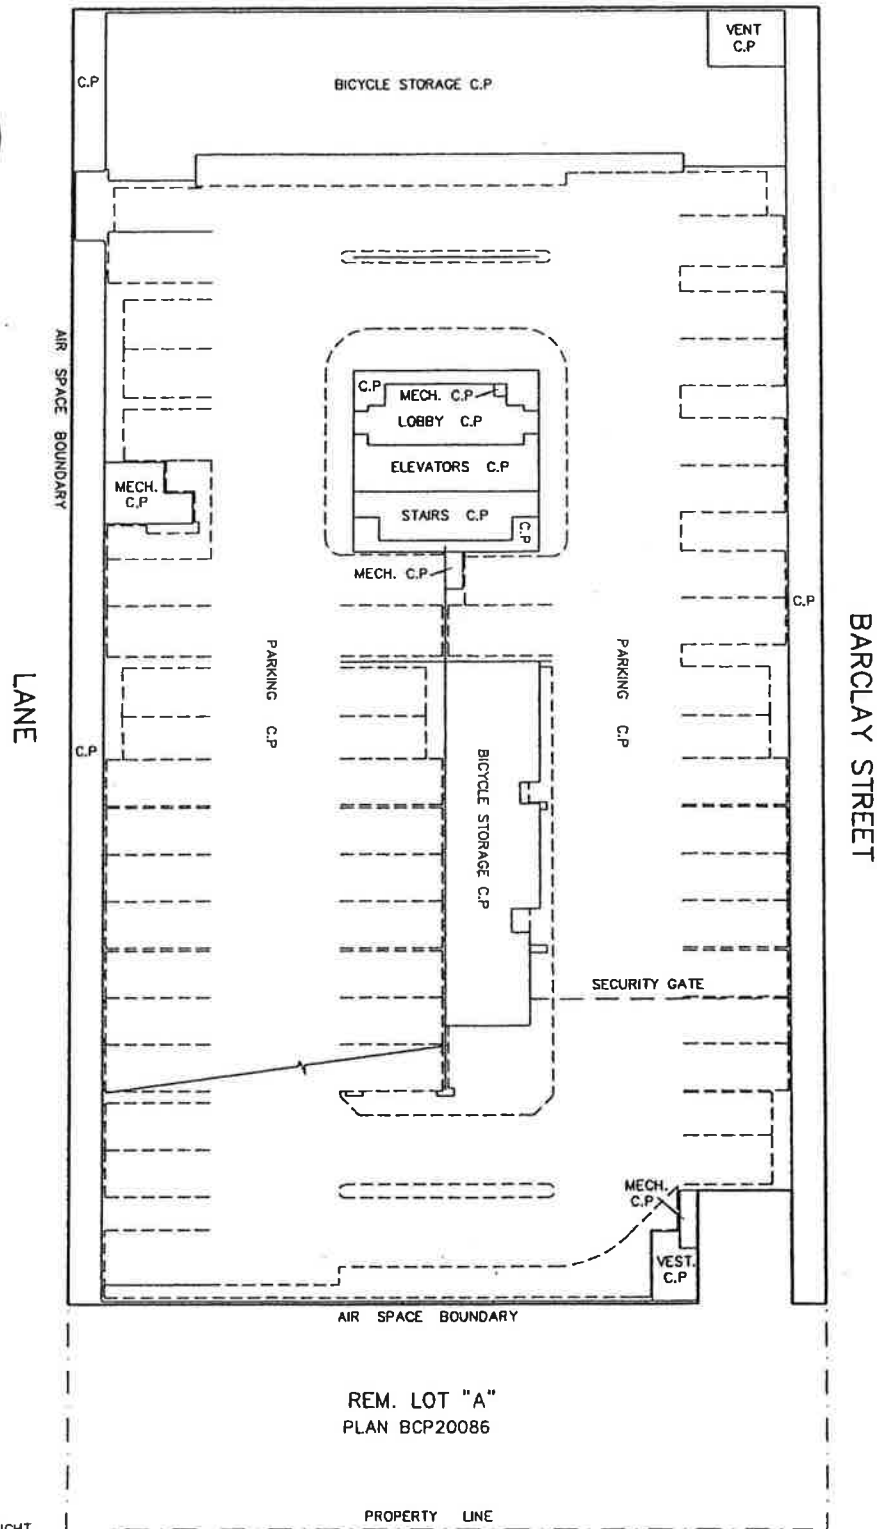 VENT
C.P
C.P
BICYCLE STORAGE C.P
AIR SPACE BOUNDARY
C.P
MECH. C.P
LOBBY C.P
ELEVATORS C.P
MECH.
C.P
STAIRS C.P
C.P
MECH. C.P
C.P
PARKING C.P
PARKING C.P
BARCLAY STREET
LANE
C.P
BICYCLE STORAGE C.P
SECURITY GATE
MECH.
C.P
VEST.
C.P
AIR SPACE BOUNDARY
REM. LOT "A"
PLAN BCP20086
PROPERTY LINE